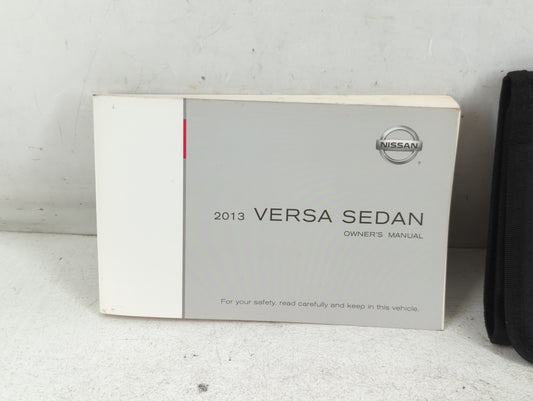 NISSAN
2013 VERSA SEDAN
OWNER'S MANUAL
For your safety, read carefully and keep in this vehicle.